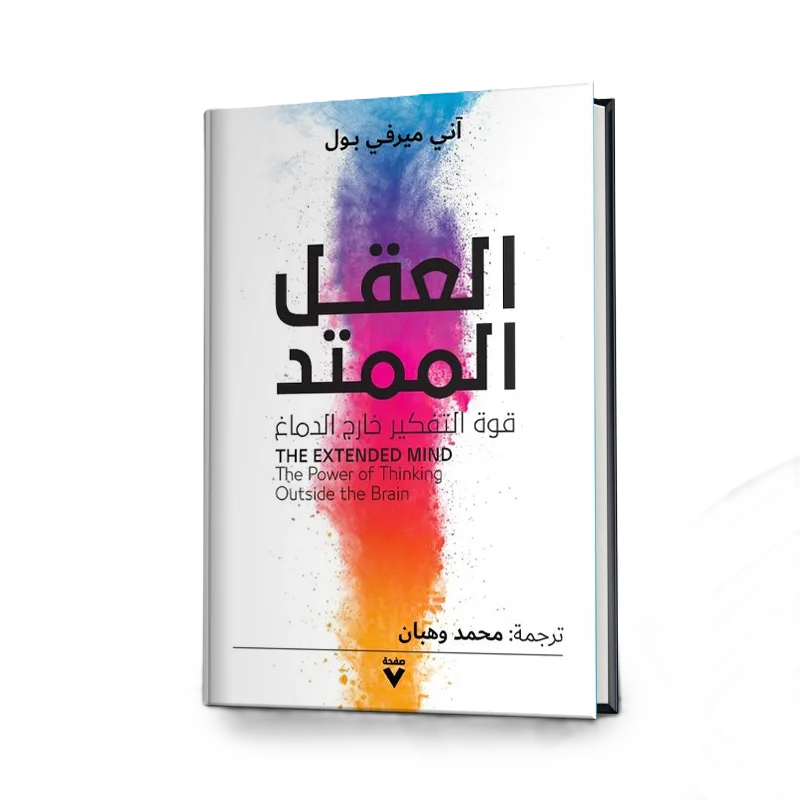 آني ميرفي بول
العقل
الممتد
قوة التفكير خارج الدماغ
THE EXTENDED MIND
The Power of Thinking
Outside the Brain
ترجمة: محمد وهبان
صفحة
٧